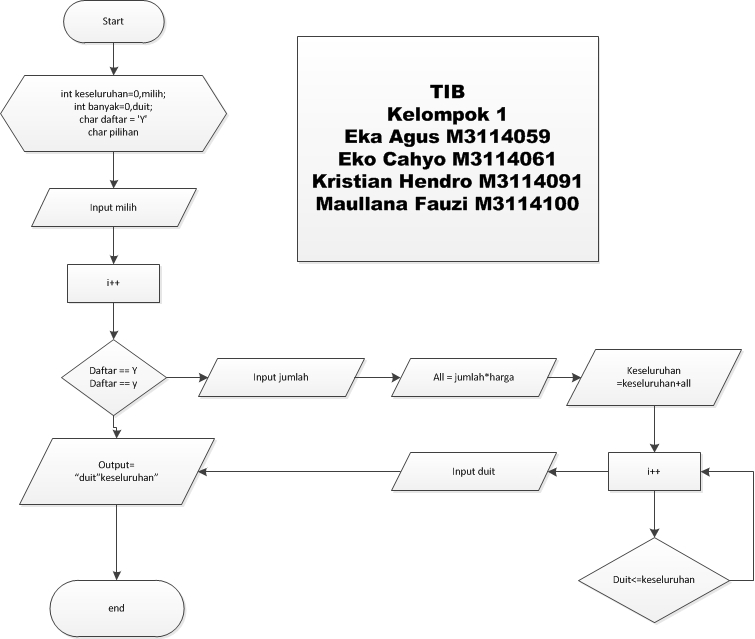 Start
int keseluruhan=0,milih;
int banyak=0,duit;
char daftar = 'Y'
char pilihan
TIB
Kelompok 1
Eka Agus M3114059
Eko Cahyo M3114061
Kristian Hendro M3114091
Maullana Fauzi M3114100
Input milih
i++
Daftar == Y
Daftar == y
Input jumlah
All = jumlah*harga
Keseluruhan
=keseluruhan+all
Output=
“duit”keseluruhan”
Input duit
i++
Duit<=keseluruhan
end